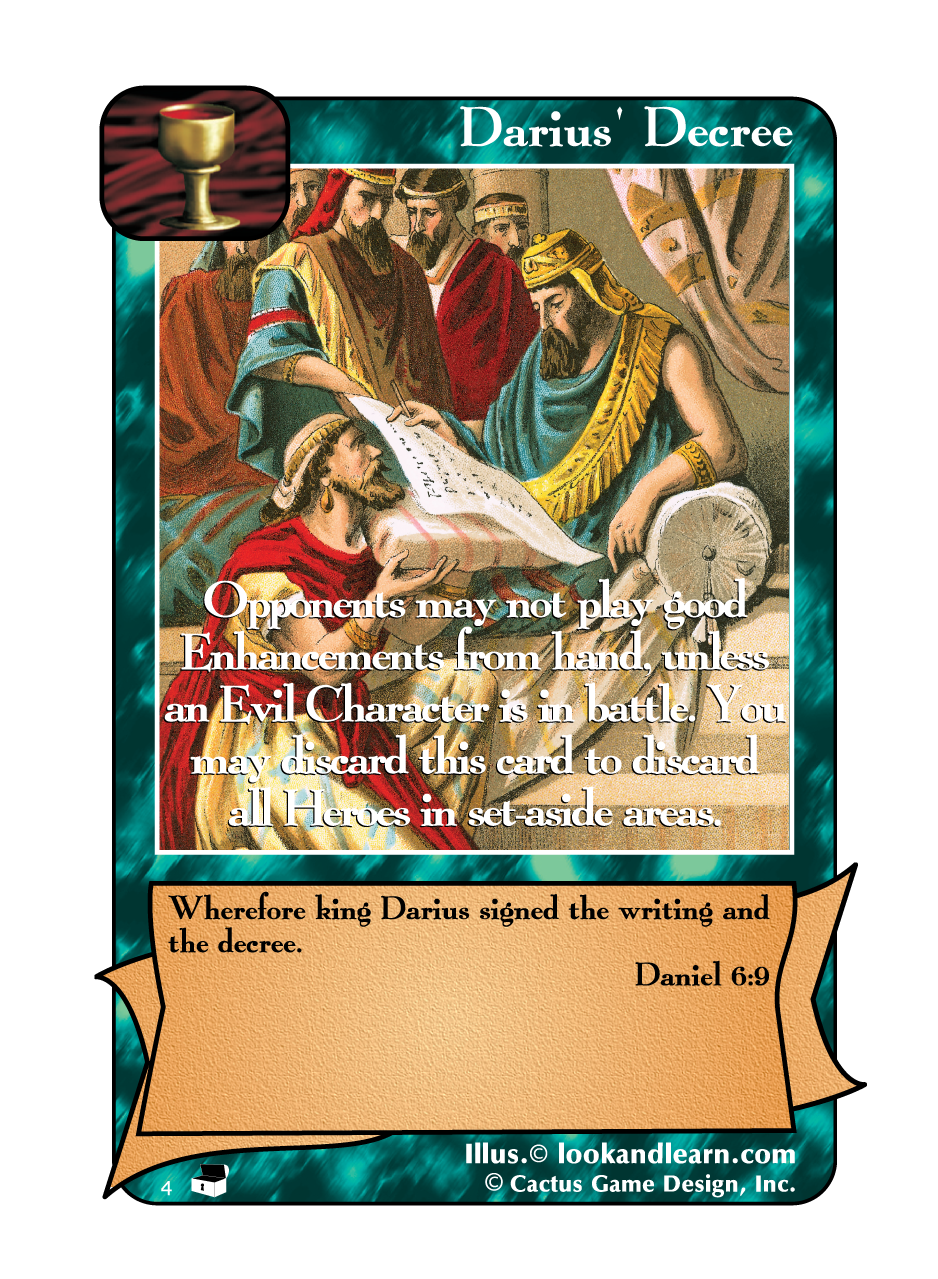 Darius' Decree
Opponents may not play good
Enhancements from hand, unless
an Evil Character is in battle. You
may discard this card to discard
all Heroes in set-aside areas.
Wherefore king Darius signed the writing and
the decree.
Daniel 6:9
Illus.© lookandlearn.com
4
© Cactus Game Design, Inc.